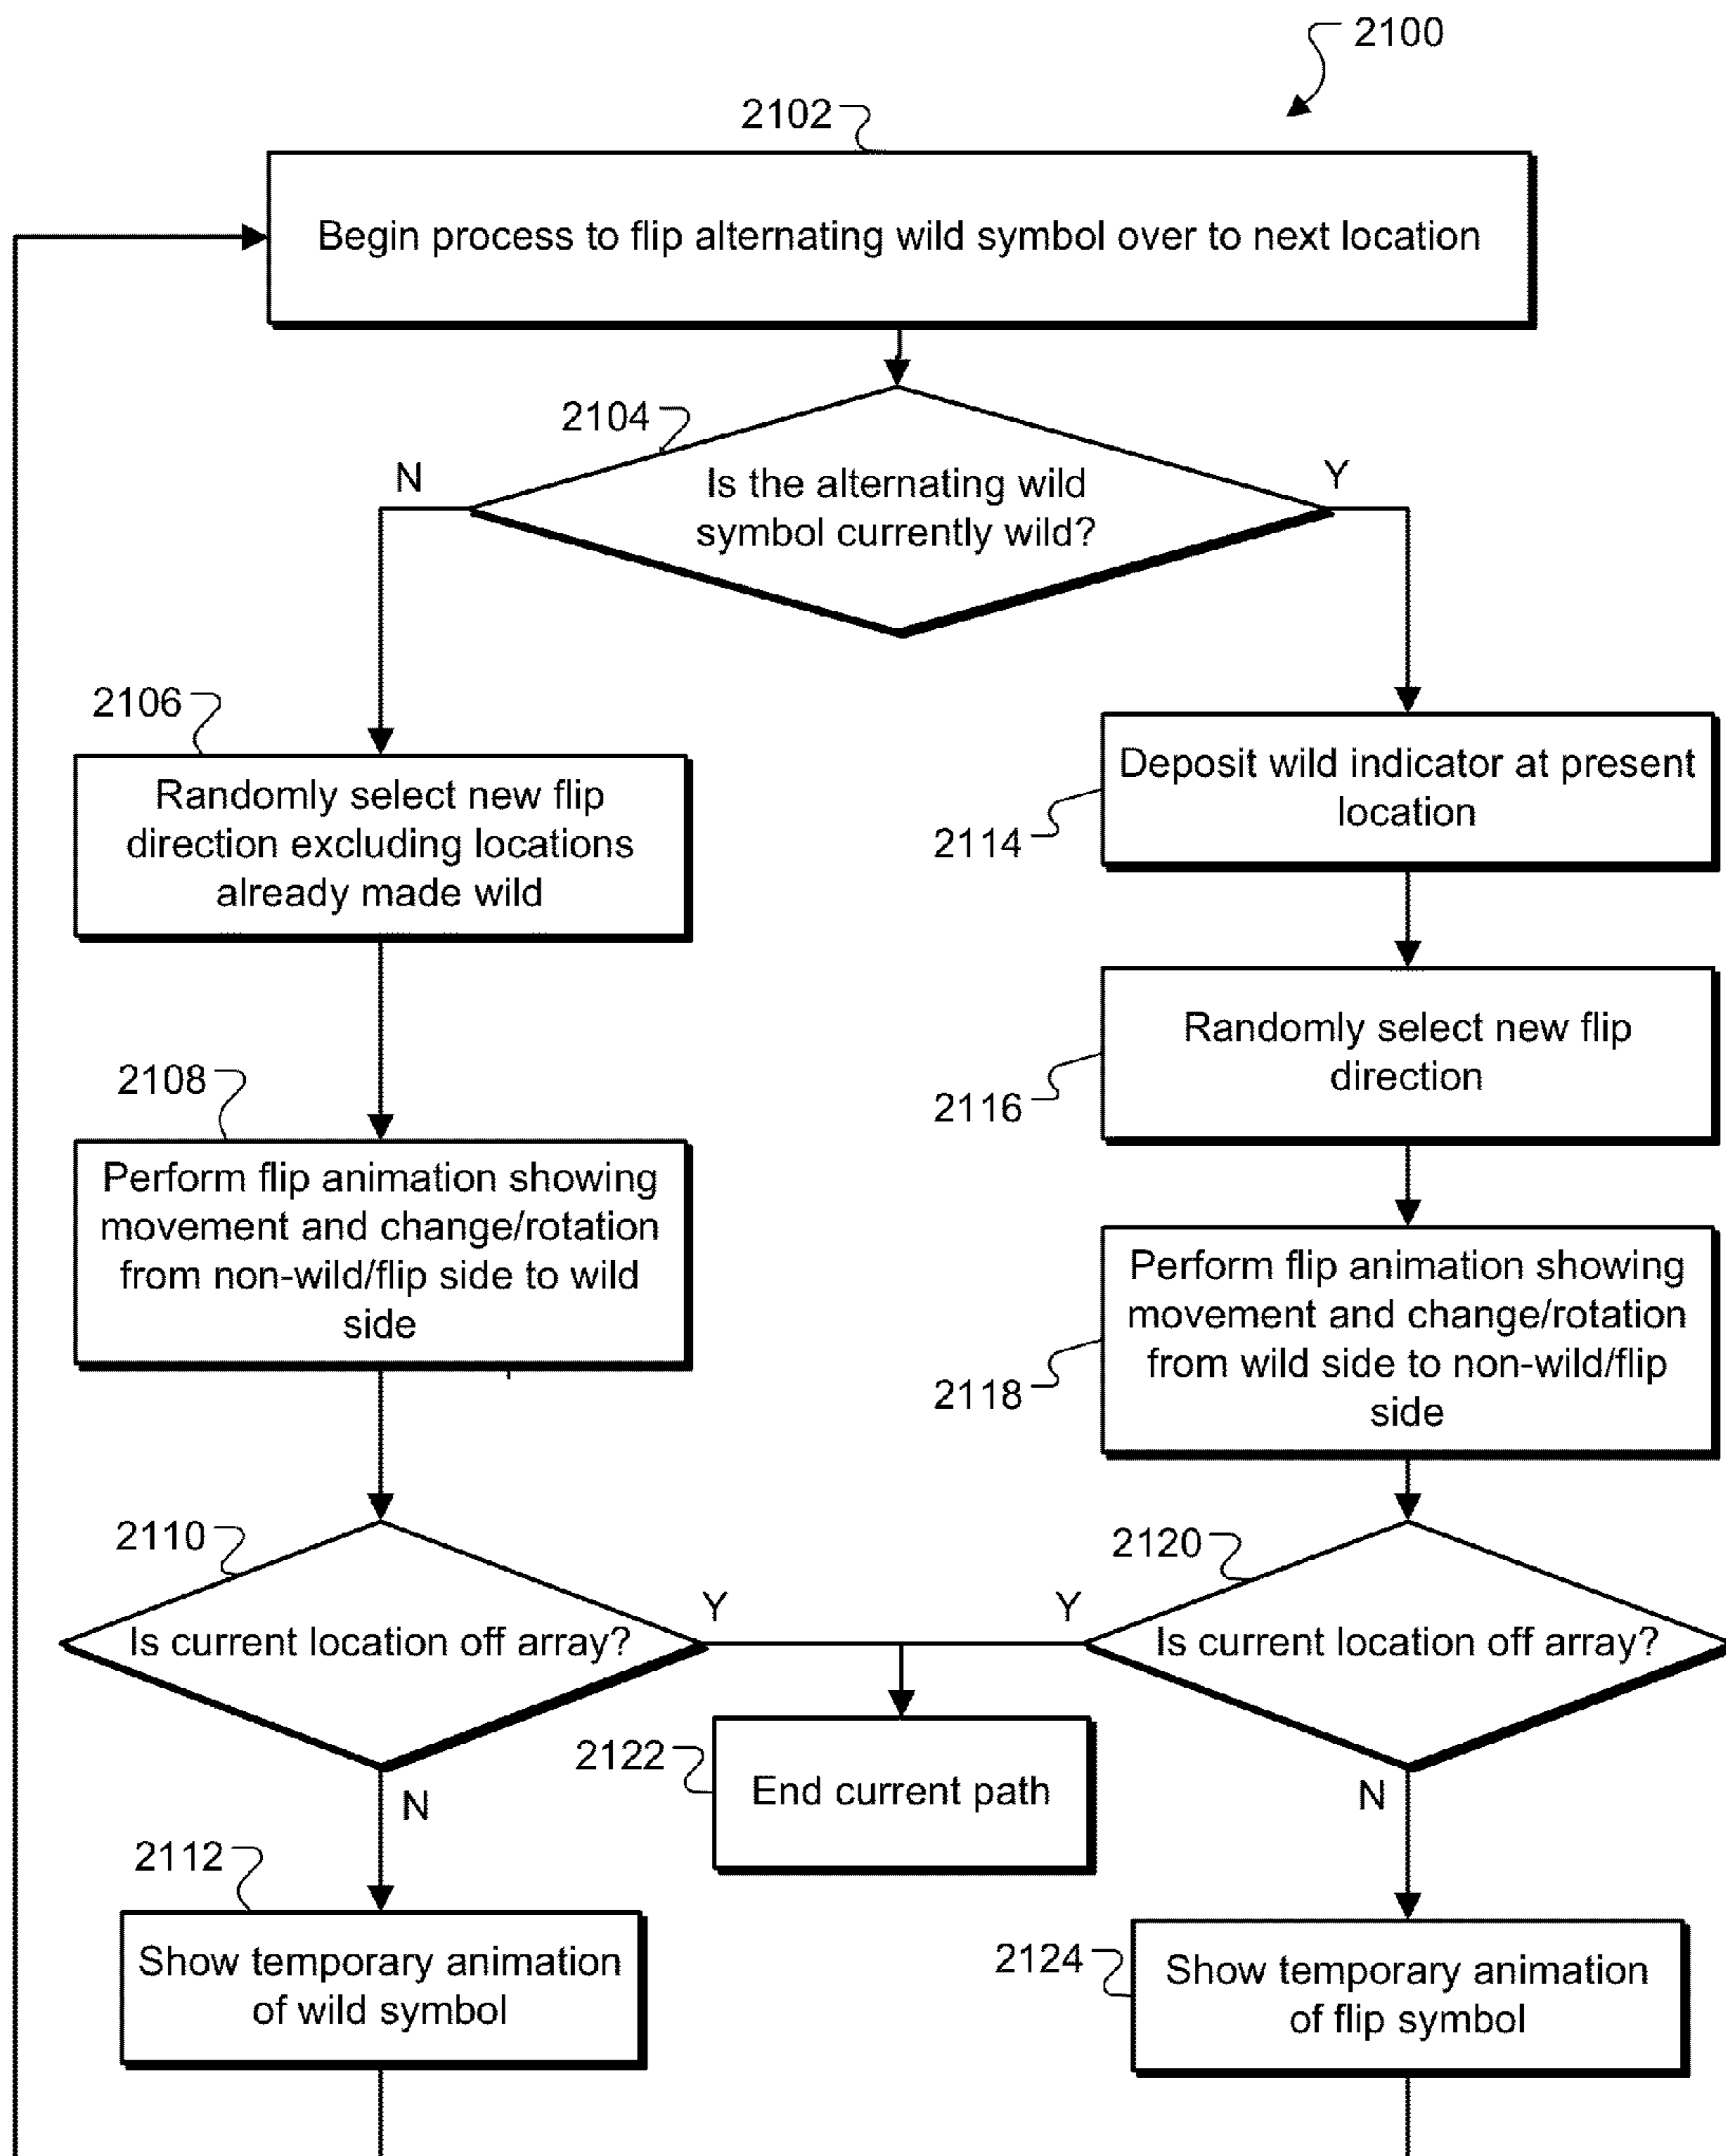 2100
2102
Begin process to flip alternating wild symbol over to next location
2104
N
Y
Is the alternating wild
symbol currently wild?
2106
Randomly select new flip
direction excluding locations
already made wild
2114
Deposit wild indicator at present
location
2116
Randomly select new flip
direction
2108
Perform flip animation showing
movement and change/rotation
from non-wild/flip side to wild
side
2118
Perform flip animation showing
movement and change/rotation
from wild side to non-wild/flip
side
2110
Is current location off array?
Y
N
2120
Is current location off array?
Y
N
2122
End current path
2112
Show temporary animation
of wild symbol
2124
Show temporary animation
of flip symbol